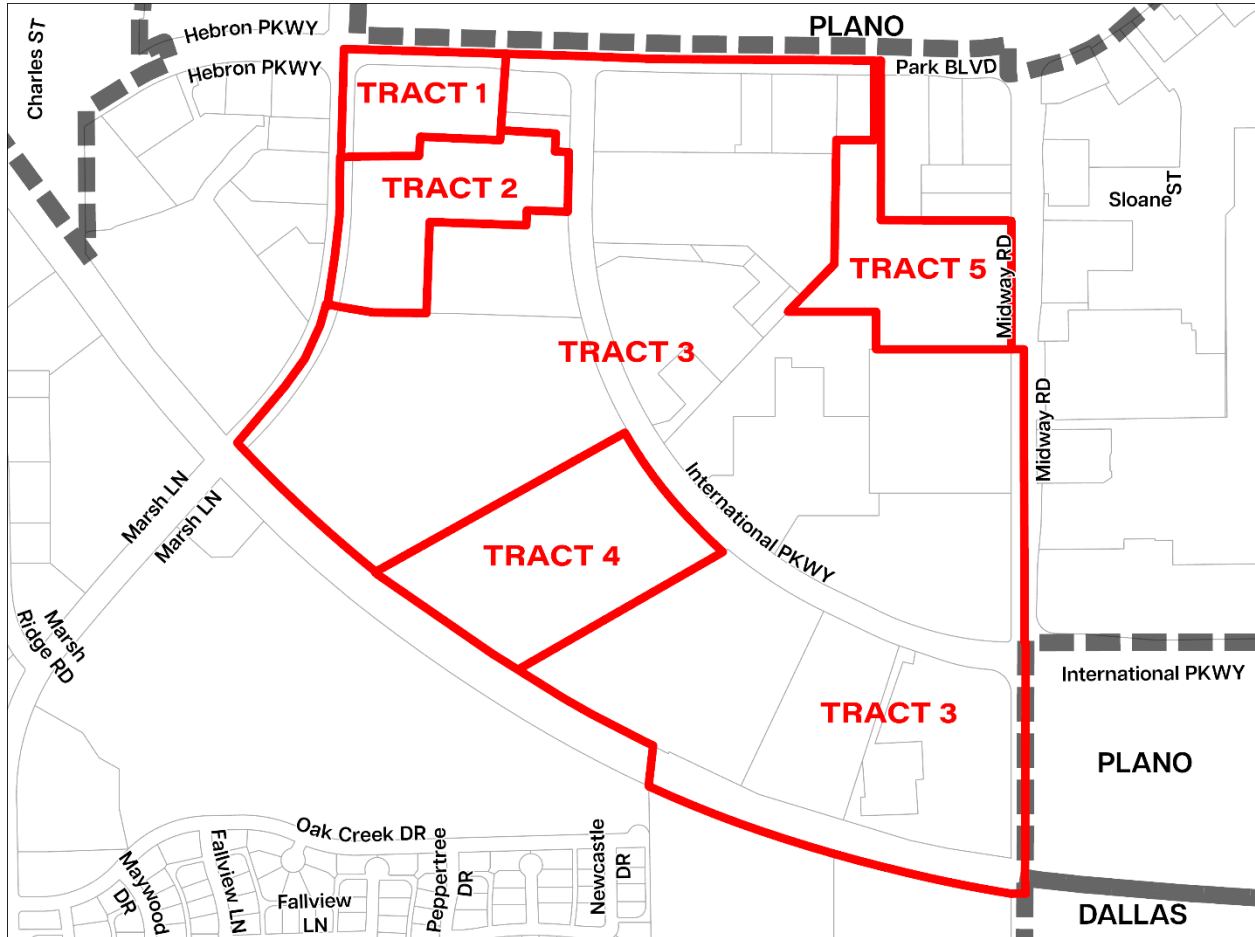 PLANO
Charles ST
Hebron PKWY
Hebron PKWY
Park BLVD
TRACT 1
TRACT 2
Sloane ST
TRACT 5
Midway RD
TRACT 3
Midway RD
Marsh LN
Marsh LN
International PKWY
TRACT 4
Marsh
Ridge RD
International PKWY
TRACT 3
PLANO
Oak Creek DR
Maywood
DR
Fallview LN
Fallview
LN
Peppertree
DR
Newcastle
DR
DALLAS